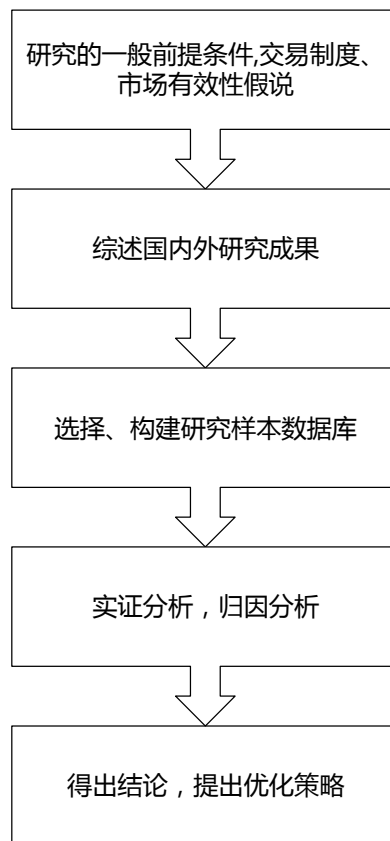 研究的一般前提条件,交易制度、
市场有效性假说
综述国内外研究成果
选择、构建研究样本数据库
实证分析，归因分析
得出结论，提出优化策略